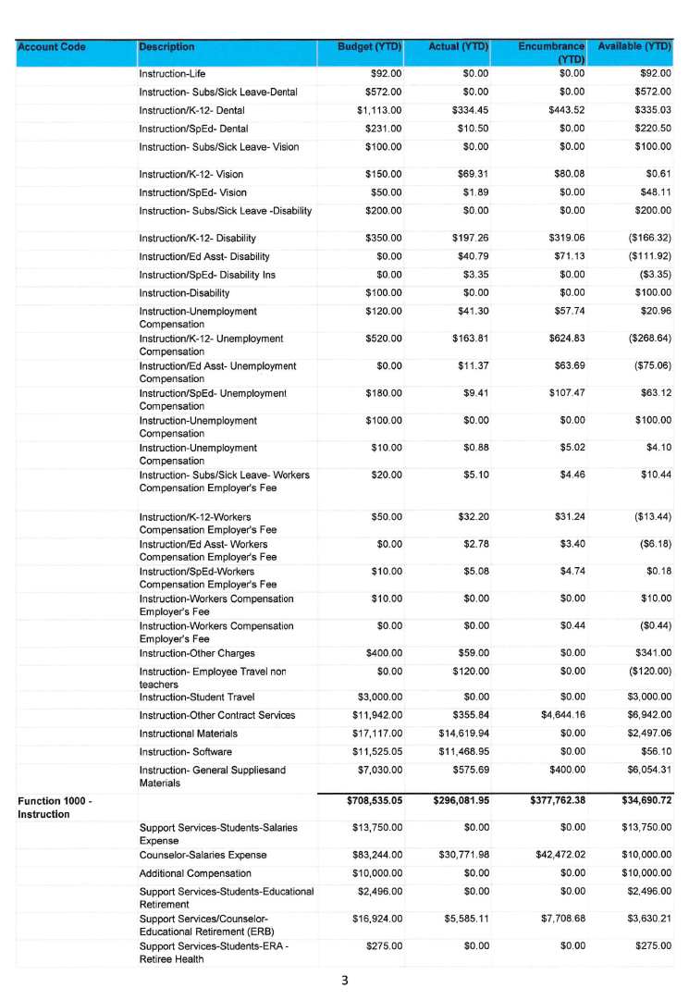 Account Code Description Budget (YTD) Actual (YTD) Encumbrance Available (YTD)
(YTD)
Instruction-Life $92.00 $0.00 $0.00 $92.00
Instruction- Subs/Sick Leave-Dental $572.00 $0.00 $0.00 $572.00
Instruction/K-12- Dental $1,113.00 $334.45 $443.52 $335.03
Instruction/SpEd- Dental $231.00 $10.50 $0.00 $220.50
Instruction- Subs/Sick Leave- Vision $100.00 $0.00 $0.00 $100.00
Instruction/K-12- Vision $150.00 $69.31 $80.08 $0.61
Instruction/SpEd- Vision $50.00 $1.89 $0.00 $48.11
Instruction- Subs/Sick Leave -Disability $200.00 $0.00 $0.00 $200.00
Instruction/K-12- Disability $350.00 $197.26 $319.06 ($166.32)
Instruction/Ed Asst- Disability $0.00 $40.79 $71.13 ($111.92)
Instruction/SpEd- Disability Ins $0.00 $3.35 $0.00 ($3.35)
Instruction-Disability $100.00 $0.00 $0.00 $100.00
Instruction-Unemployment $120.00 $41.30 $57.74 $20.96
Compensation
Instruction/K-12- Unemployment $520.00 $163.81 $624.83 ($268.64)
Compensation
Instruction/Ed Asst- Unemployment $0.00 $11.37 $63.69 ($75.06)
Compensation
Instruction/SpEd- Unemployment $180.00 $9.41 $107.47 $63.12
Compensation
Instruction-Unemployment $100.00 $0.00 $0.00 $100.00
Compensation
Instruction-Unemployment $10.00 $0.88 $5.02 $4.10
Compensation
Instruction- Subs/Sick Leave- Workers $20.00 $5.10 $4.46 $10.44
Compensation Employer's Fee
Instruction/K-12-Workers $50.00 $32.20 $31.24 ($13.44)
Compensation Employer's Fee
Instruction/Ed Asst- Workers $0.00 $2.78 $3.40 ($6.18)
Compensation Employer's Fee
Instruction/SpEd-Workers $10.00 $5.08 $4.74 $0.18
Compensation Employer's Fee
Instruction-Workers Compensation $10.00 $0.00 $0.00 $10.00
Employer's Fee
Instruction-Workers Compensation $0.00 $0.00 $0.44 ($0.44)
Employer's Fee
Instruction-Other Charges $400.00 $59.00 $0.00 $341.00
Instruction- Employee Travel non $0.00 $120.00 $0.00 ($120.00)
teachers
Instruction-Student Travel $3,000.00 $0.00 $0.00 $3,000.00
Instruction-Other Contract Services $11,942.00 $355.84 $4,644.16 $6,942.00
Instructional Materials $17,117.00 $14,619.94 $0.00 $2,497.06
Instruction- Software $11,525.05 $11,468.95 $0.00 $56.10
Instruction- General Suppliesand $7,030.00 $575.69 $400.00 $6,054.31
Materials
Function 1000 - $708,535.05 $296,081.95 $377,762.38 $34,690.72
Instruction
Support Services-Students-Salaries $13,750.00 $0.00 $0.00 $13,750.00
Expense
Counselor-Salaries Expense $83,244.00 $30,771.98 $42,472.02 $10,000.00
Additional Compensation $10,000.00 $0.00 $0.00 $10,000.00
Support Services-Students-Educational $2,496.00 $0.00 $0.00 $2,496.00
Retirement
Support Services/Counselor- $16,924.00 $5,585.11 $7,708.68 $3,630.21
Educational Retirement (ERB)
Support Services-Students-ERA - $275.00 $0.00 $0.00 $275.00
Retiree Health
3